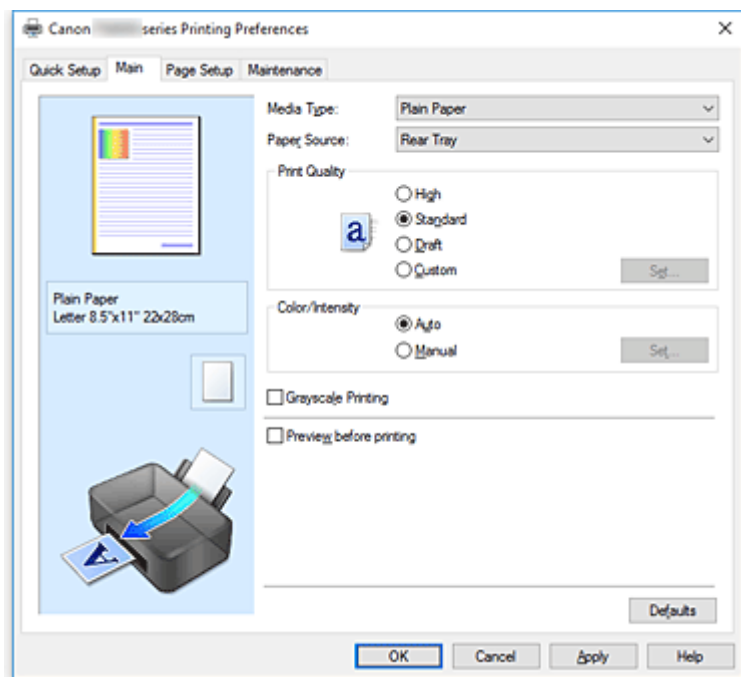 Canon series Printing Preferences
Quick Setup Main Page Setup Maintenance
Media Type: Plain Paper
Paper Source: Rear Tray
Print Quality
High
a Standard
Draft
Custom Set...
Plain Paper
Letter 8.5"x11" 22x28cm
Color/Intensity
Auto
Manual Set...
Grayscale Printing
Preview before printing
A
Defaults
OK Cancel Apply Help